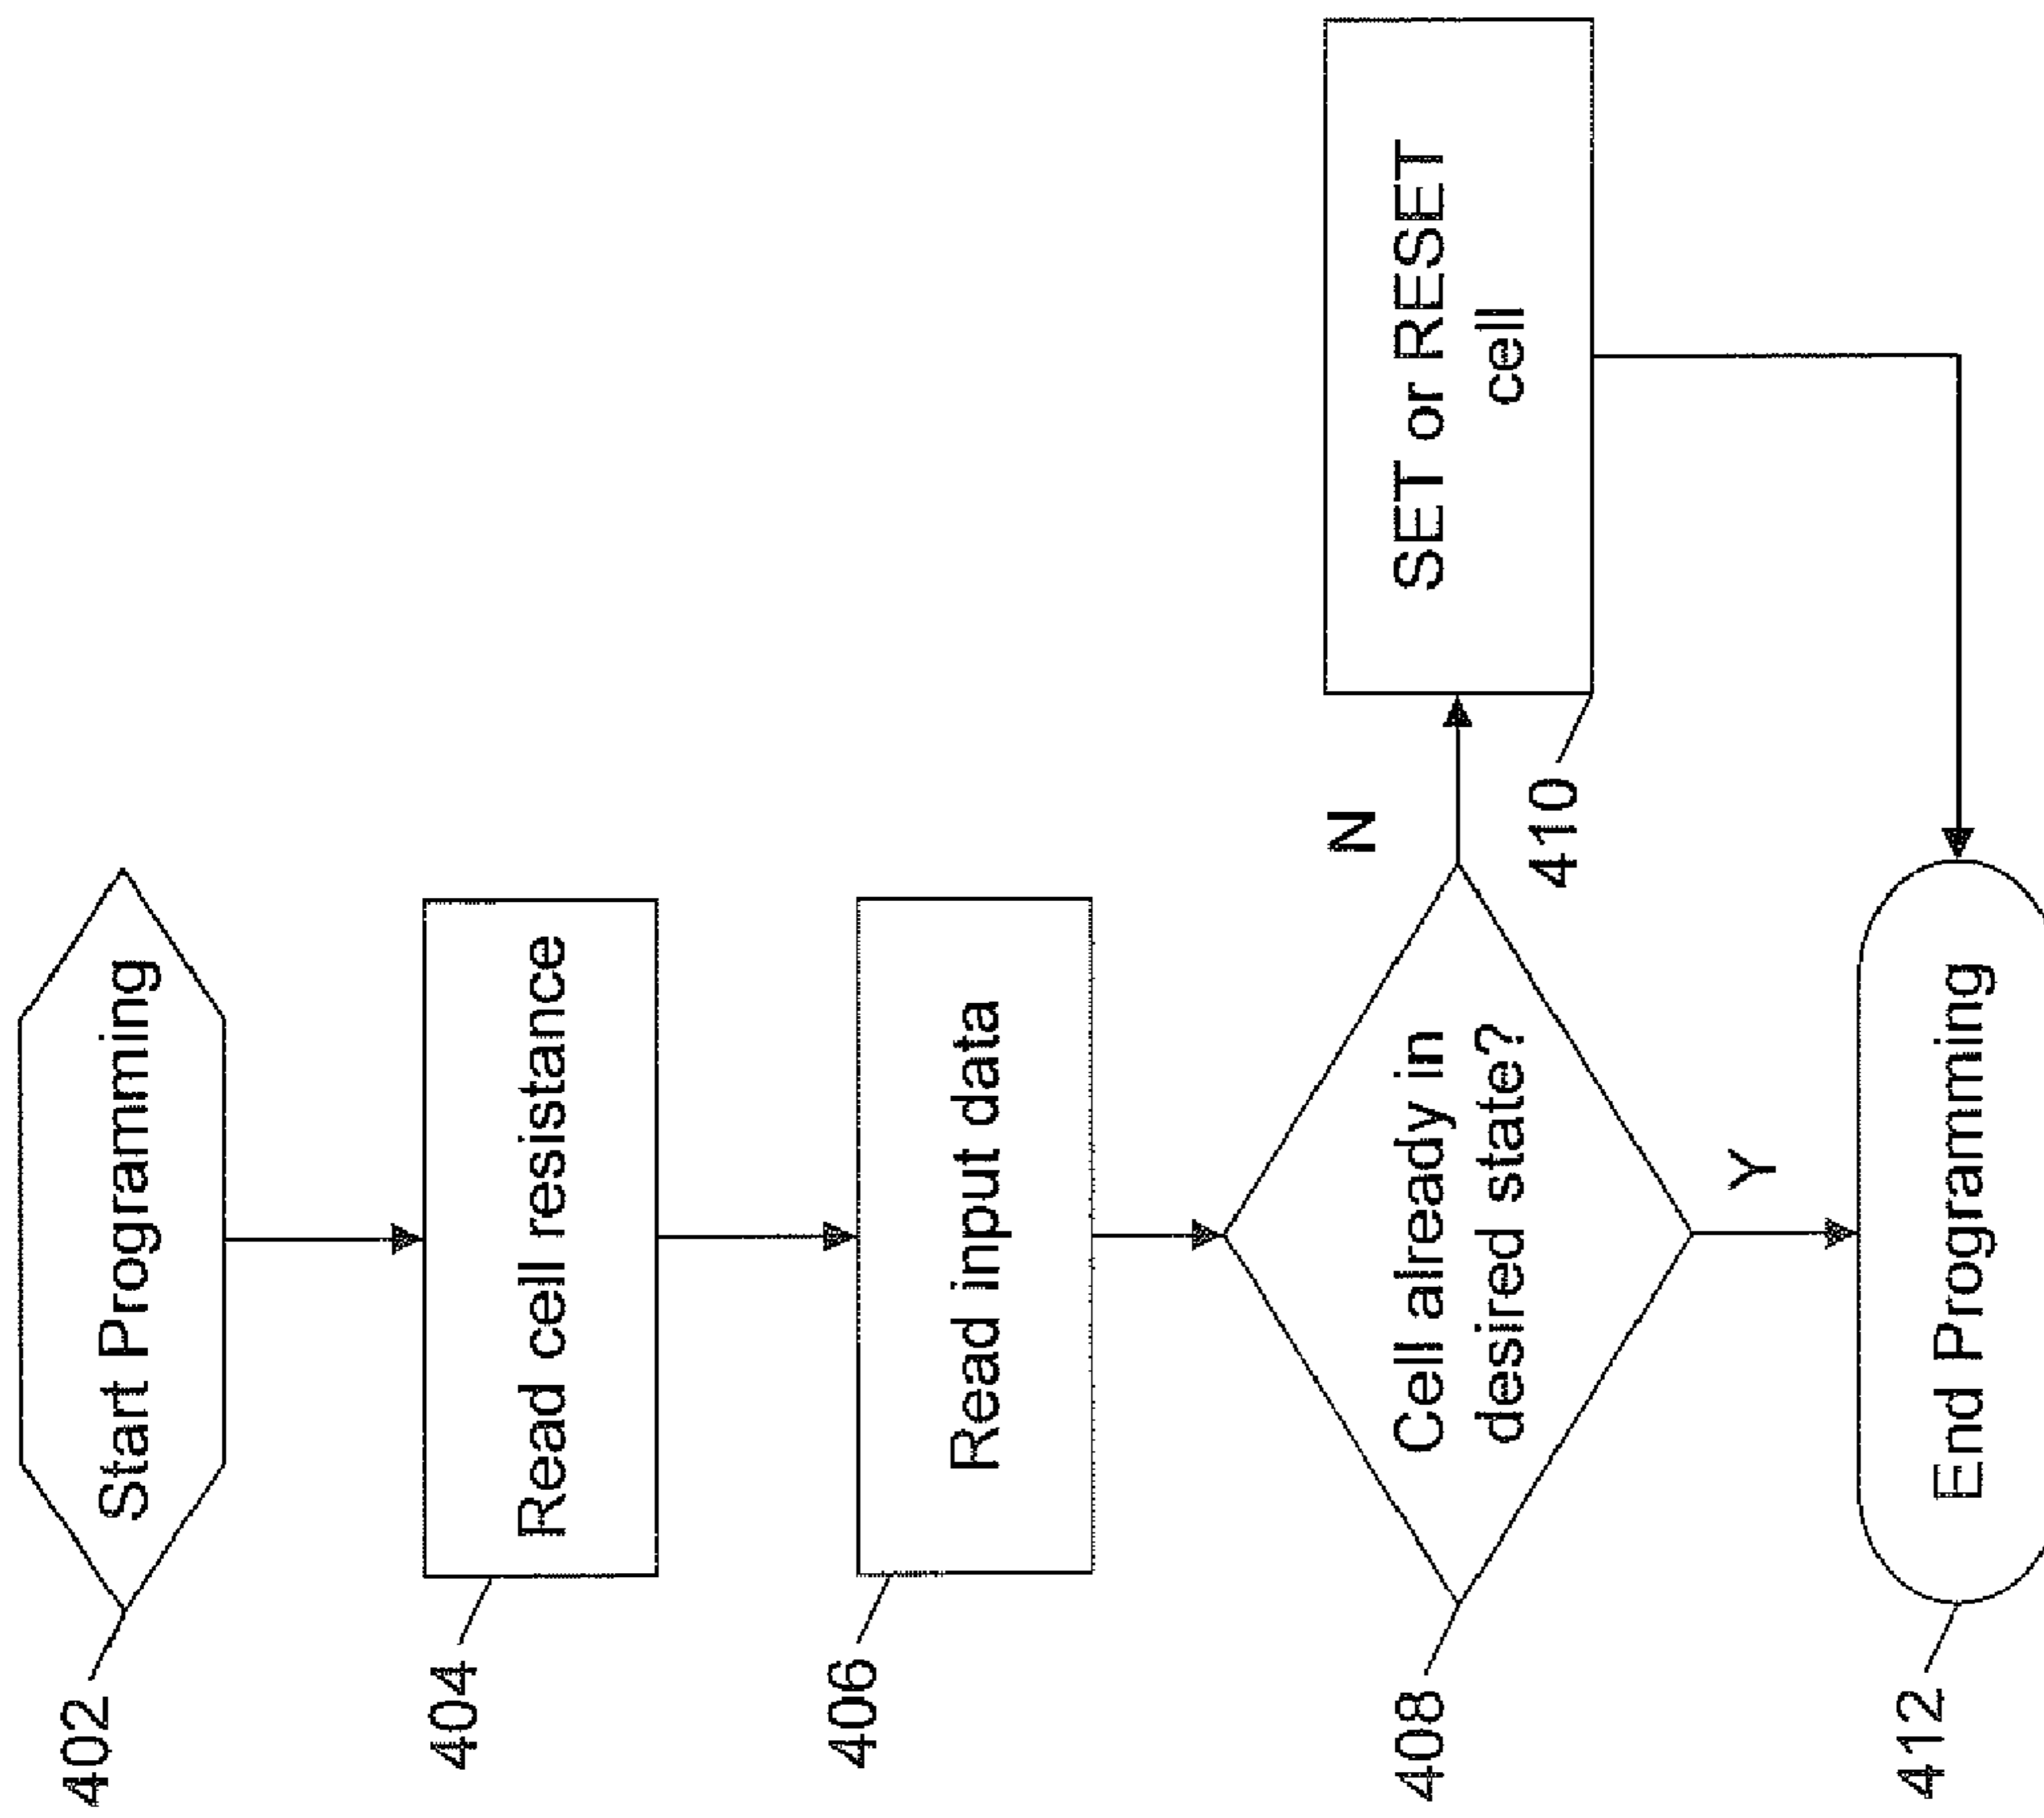 402
Start Programming
404
Read cell resistance
406
Read input data
408
Cell already in
desired state?
N
410
SET or RESET
cell
Y
412
End Programming